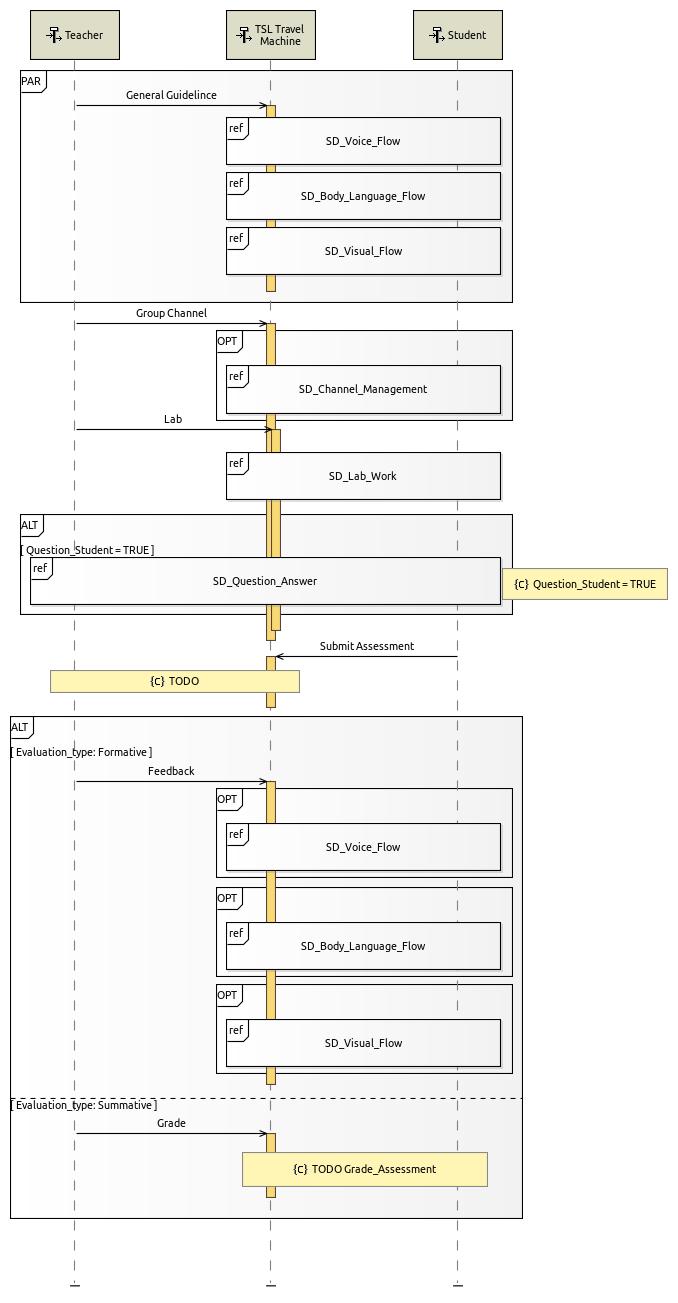 Teacher
TSL Travel
Machine
Student
PAR
General Guidelince
ref
SD_Voice_Flow
ref
SD_Body_Language_Flow
ref
SD_Visual_Flow
Group Channel
OPT
ref
SD_Channel_Management
Lab
ref
SD_Lab_Work
ALT
[ Question_Student = TRUE ]
ref
SD_Question_Answer
{c} Question_Student = TRUE
Submit Assessment
{c} TODO
ALT
[ Evaluation_type: Formative ]
Feedback
OPT
ref
SD_Voice_Flow
OPT
ref
SD_Body_Language_Flow
OPT
ref
SD_Visual_Flow
[ Evaluation_type: Summative ]
Grade
{c} TODO Grade_Assessment